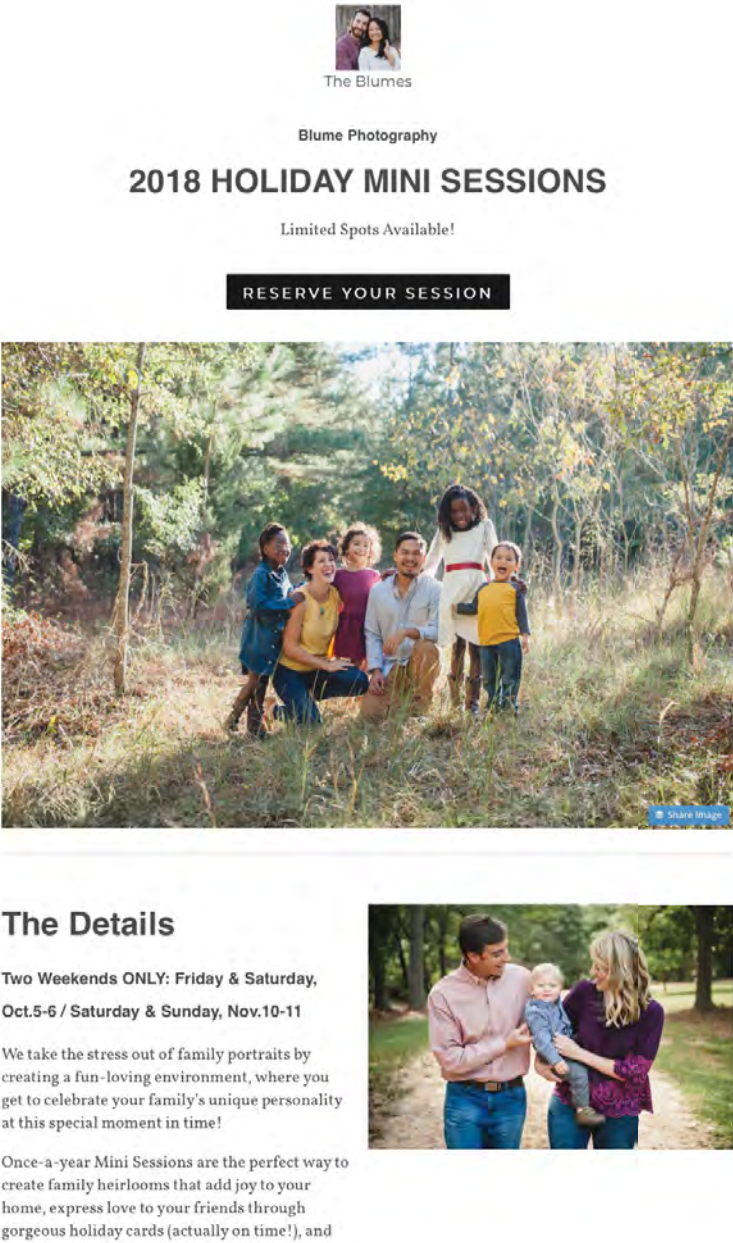 The Blumes
Blume Photography
2018 HOLIDAY MINI SESSIONS
Limited Spots Available!
RESERVE YOUR SESSION
Share Image
The Details
Two Weekends ONLY: Friday & Saturday,
Oct.5-6 / Saturday & Sunday, Nov.10-11
We take the stress out of family portraits by
creating a fun-loving environment, where you
get to celebrate your family's unique personality
at this special moment in time!
Once-a-year Mini Sessions are the perfect way to
create family heirlooms that add joy to your
home, express love to your friends through
gorgeous holiday cards (actually on time!), and